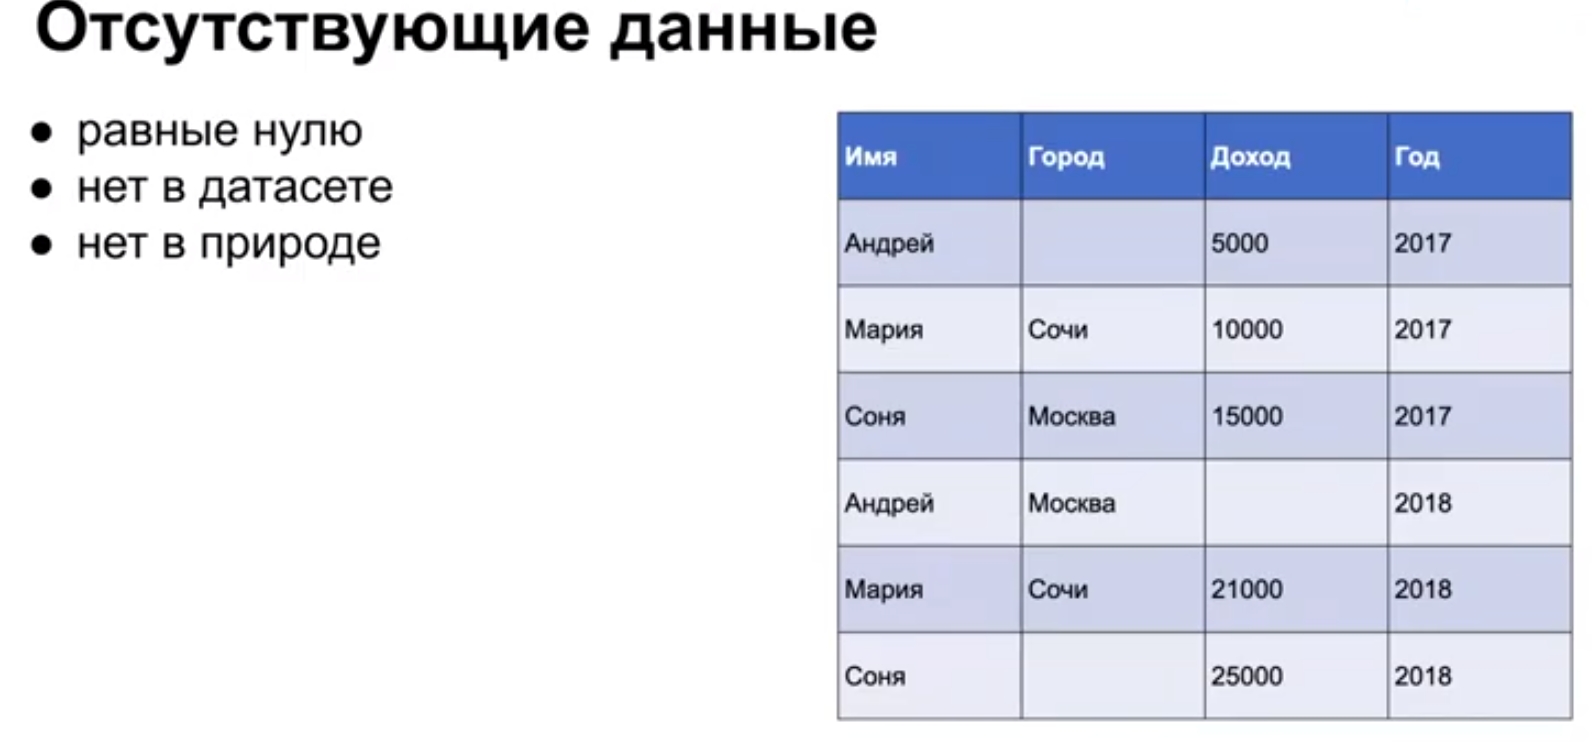 Отсутствующие данные
● равные нулю
● нет в датасете
● нет в природе
Имя Город Доход Год
Андрей 5000 2017
Мария Сочи 10000 2017
Соня Москва 15000 2017
Андрей Москва 2018
Мария Сочи 21000 2018
Соня 25000 2018